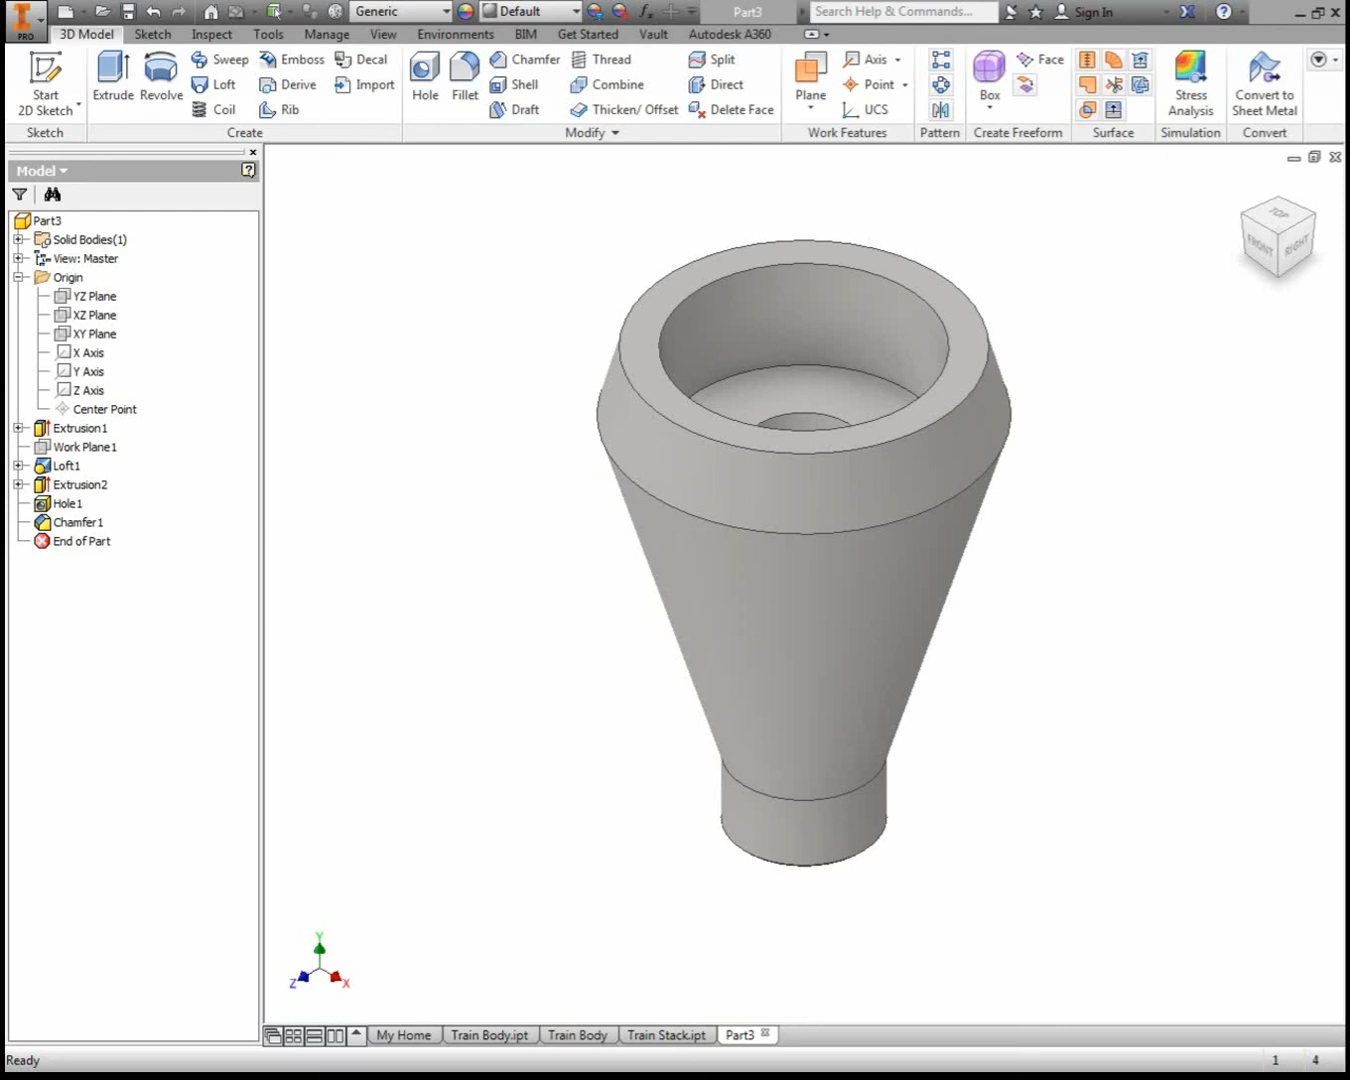 PRO
Generic
Default
fx
Part3
Search Help & Commands...
Sign In
3D Model Sketch Inspect Tools Manage View Environments BIM Get Started Vault Autodesk A360
Start
2D Sketch
Extrude
Revolve
Sweep
Loft
Coil
Emboss
Derive
Rib
Decal
Import
Hole
Fillet
Chamfer
Shell
Draft
Thread
Combine
Thicken/ Offset
Split
Direct
Delete Face
Plane
Axis
Point
UCS
Box
Face
Stress
Analysis
Convert to
Sheet Metal
Sketch Create Modify Work Features Pattern Create Freeform Surface Simulation Convert
Model
Part3
Solid Bodies(1)
View: Master
Origin
YZ Plane
XZ Plane
XY Plane
X Axis
Y Axis
Z Axis
Center Point
Extrusion1
Work Plane1
Loft1
Extrusion2
Hole1
Chamfer1
End of Part
TOP
FRONT
RIGHT
Y
Z
X
My Home Train Body.ipt Train Body Train Stack.ipt Part3
Ready
1 4